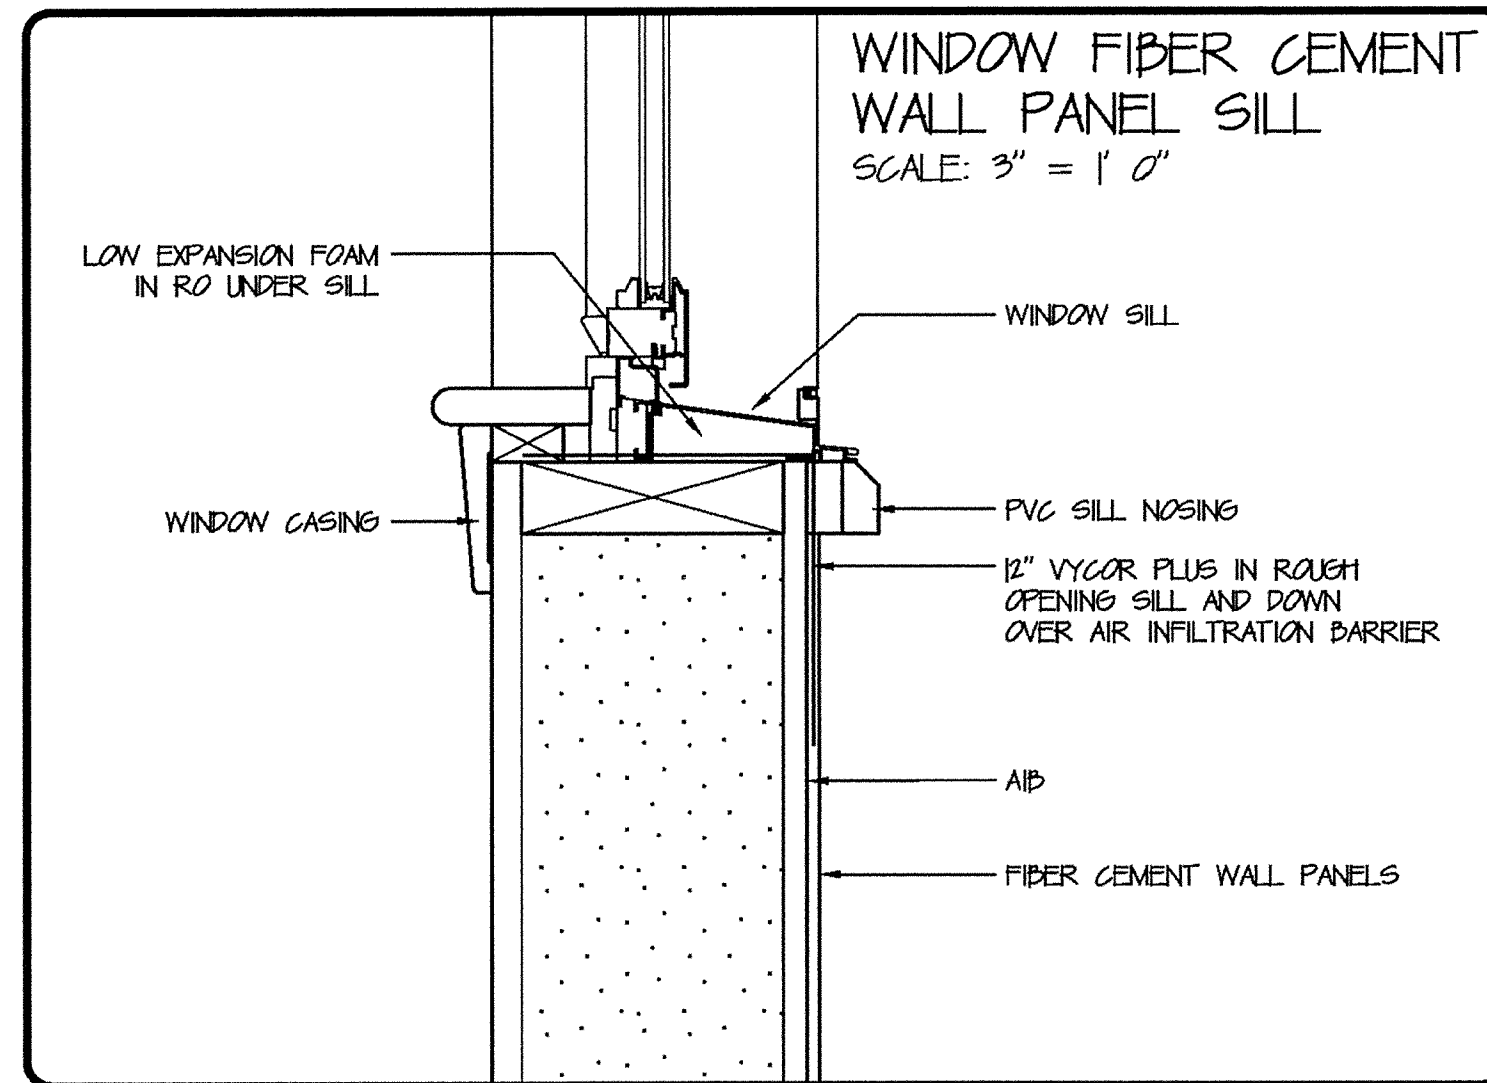 WINDOW FIBER CEMENT
WALL PANEL SILL
SCALE: 3" = 1' 0"
LOW EXPANSION FOAM
IN RO UNDER SILL
WINDOW SILL
WINDOW CASING
PVC SILL NOSING
12" VYCOR PLUS IN ROUGH
OPENING SILL AND DOWN
OVER AIR INFILTRATION BARRIER
AIB
FIBER CEMENT WALL PANELS